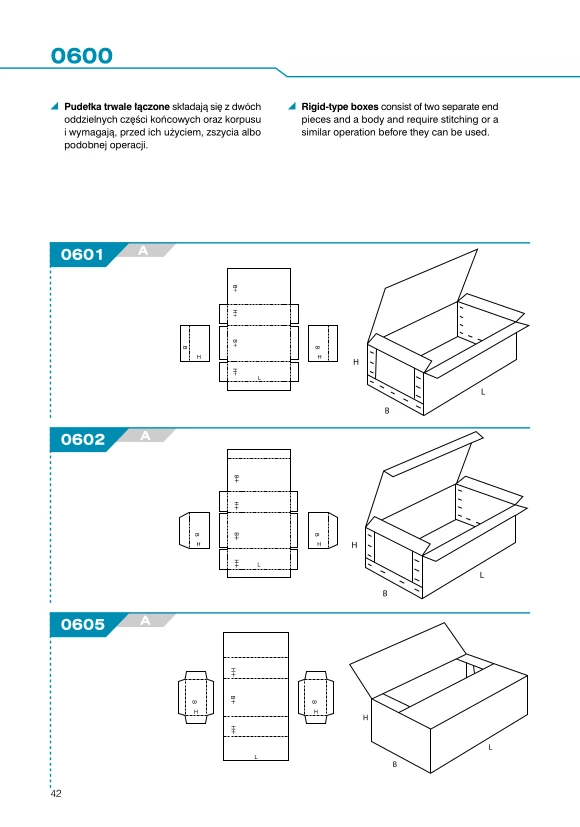 0600
Pudełka trwale łączone składają się z dwóch
oddzielnych części końcowych oraz korpusu
i wymagają, przed ich użyciem, zszycia albo
podobnej operacji.
Rigid-type boxes consist of two separate end
pieces and a body and require stitching or a
similar operation before they can be used.
0601 A
B+
H+
B+
H+
L
B
H
B
H
H
B
L
0602 A
B+
H+
B+
H+
L
B
H
B
H
H
B
L
0605 A
H+
B+
H+
L
B
H
B
H
H
B
L
42